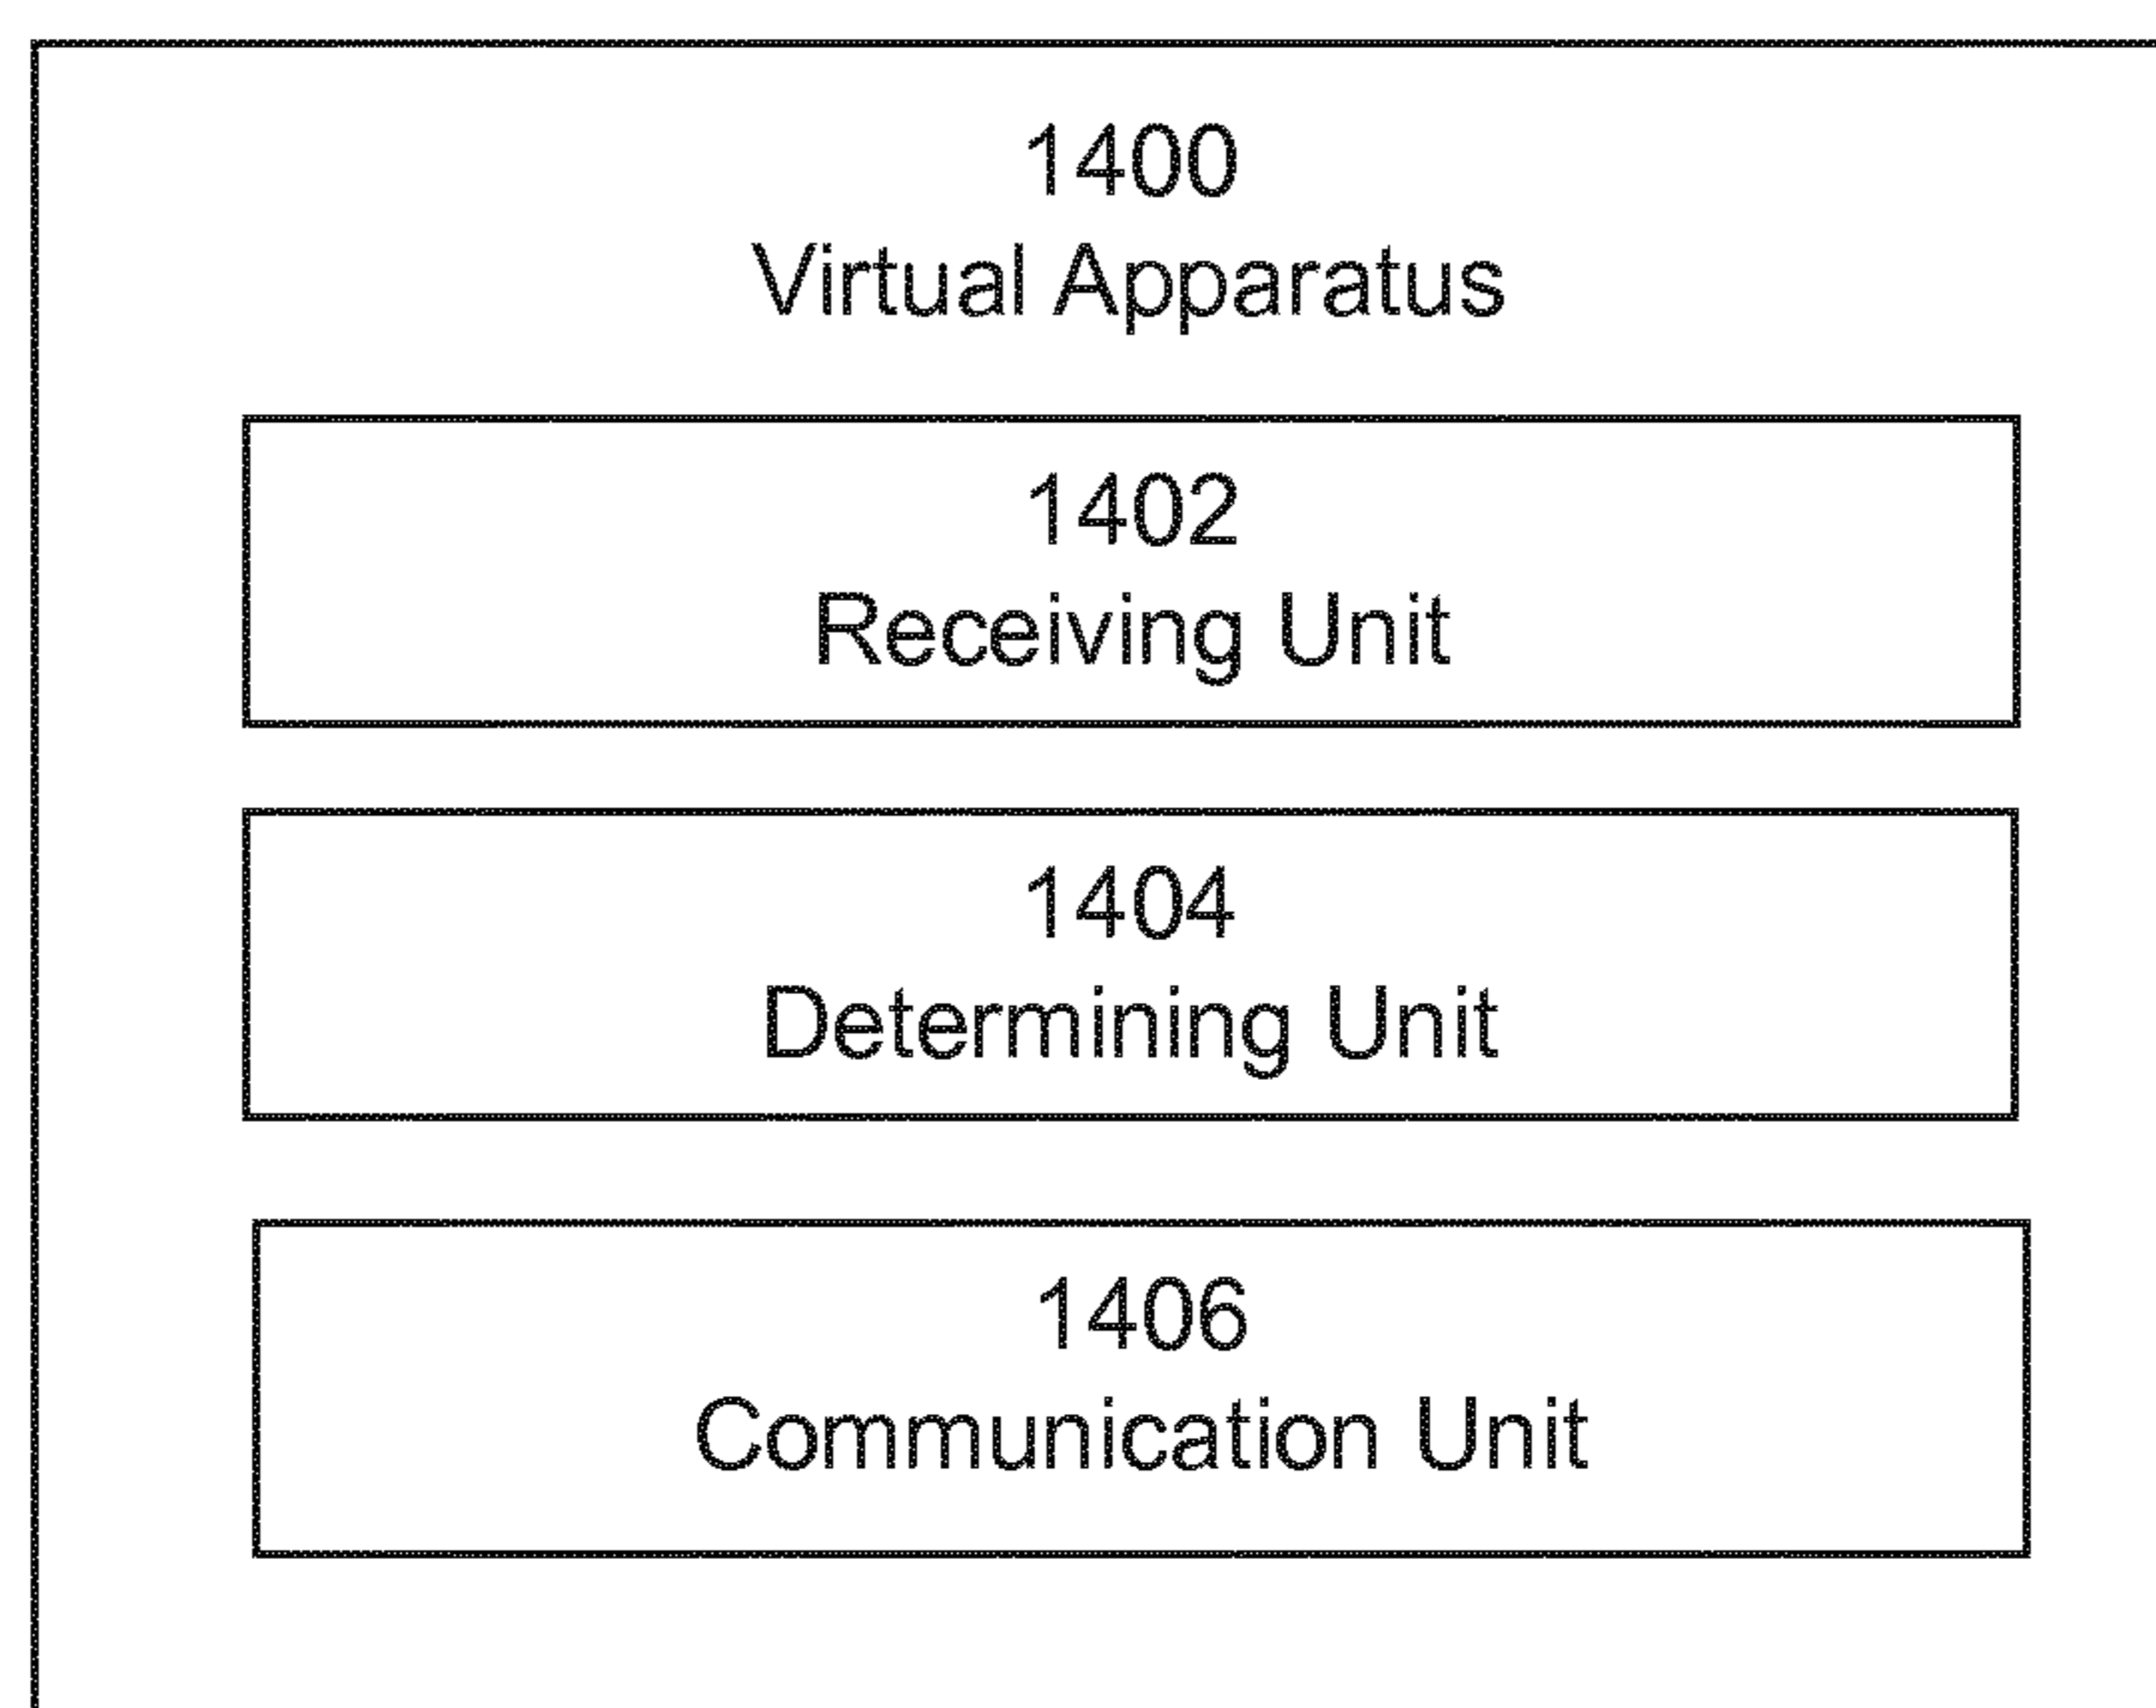 1400
Virtual Apparatus
1402
Receiving Unit
1404
Determining Unit
1406
Communication Unit